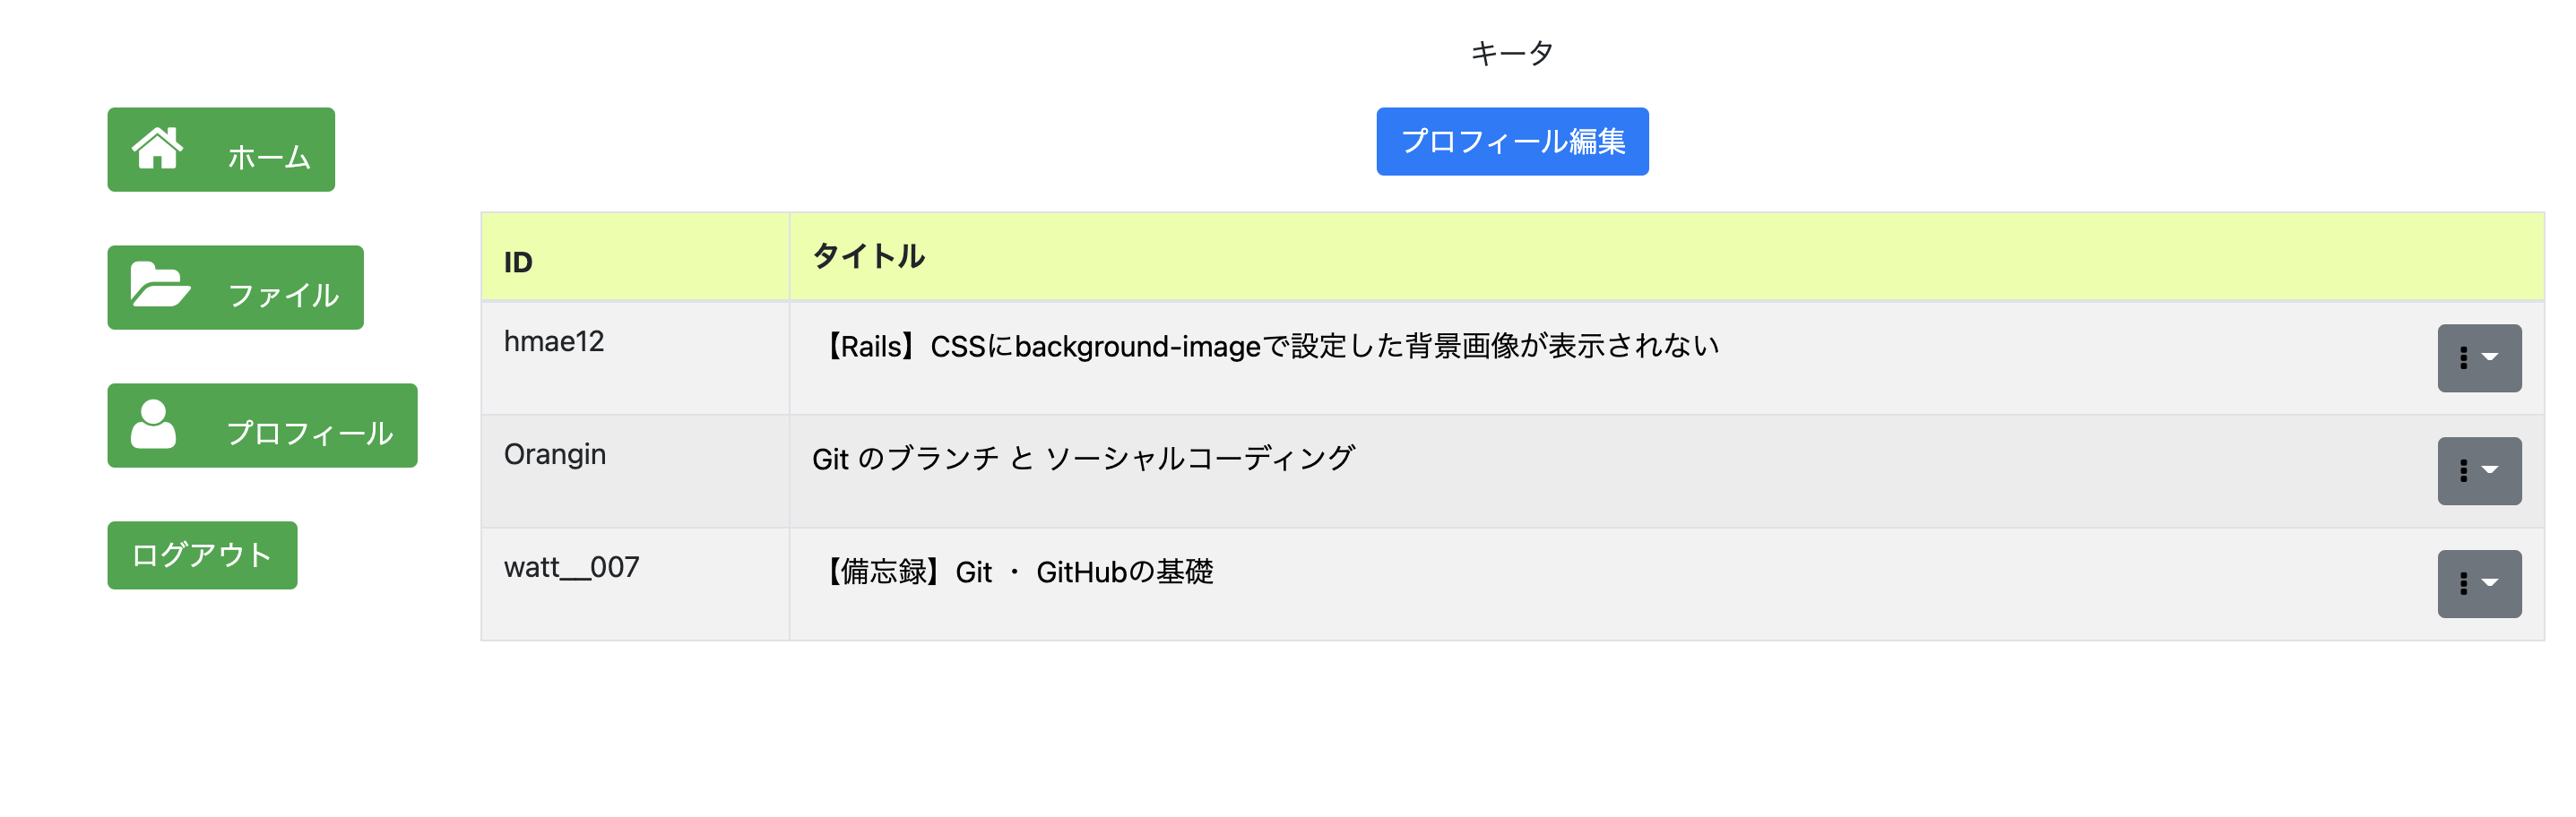 キータ
ホーム
プロフィール編集
ファイル
プロフィール
ログアウト
ID タイトル
hmae12 【Rails】CSSにbackground-imageで設定した背景画像が表示されない
Orangin Git のブランチ と ソーシャルコーディング
watt__007 【備忘録】Git ・ GitHubの基礎